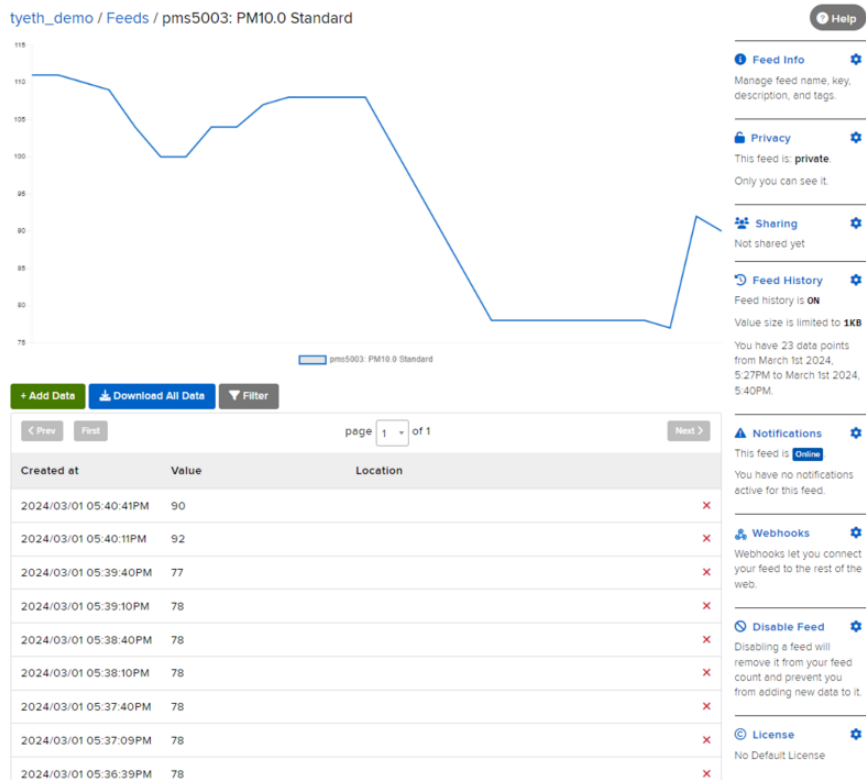 tyeth_demo / Feeds / pms5003: PM10.0 Standard
Help
115
110
105
100
95
90
85
80
75
pms5003: PM10.0 Standard
+ Add Data
Download All Data
Filter
< Prev
First
page 1 of 1
Next >
Created at Value Location
2024/03/01 05:40:41PM 90
2024/03/01 05:40:11PM 92
2024/03/01 05:39:40PM 77
2024/03/01 05:39:10PM 78
2024/03/01 05:38:40PM 78
2024/03/01 05:38:10PM 78
2024/03/01 05:37:40PM 78
2024/03/01 05:37:09PM 78
2024/03/01 05:36:39PM 78
Feed Info
Manage feed name, key,
description, and tags.
Privacy
This feed is: private.
Only you can see it.
Sharing
Not shared yet
Feed History
Feed history is ON
Value size is limited to 1KB
You have 23 data points
from March 1st 2024,
5:27PM to March 1st 2024,
5:40PM.
Notifications
This feed is Online
You have no notifications
active for this feed.
Webhooks
Webhooks let you connect
your feed to the rest of the
web.
Disable Feed
Disabling a feed will
remove it from your feed
count and prevent you
from adding new data to it.
License
No Default License